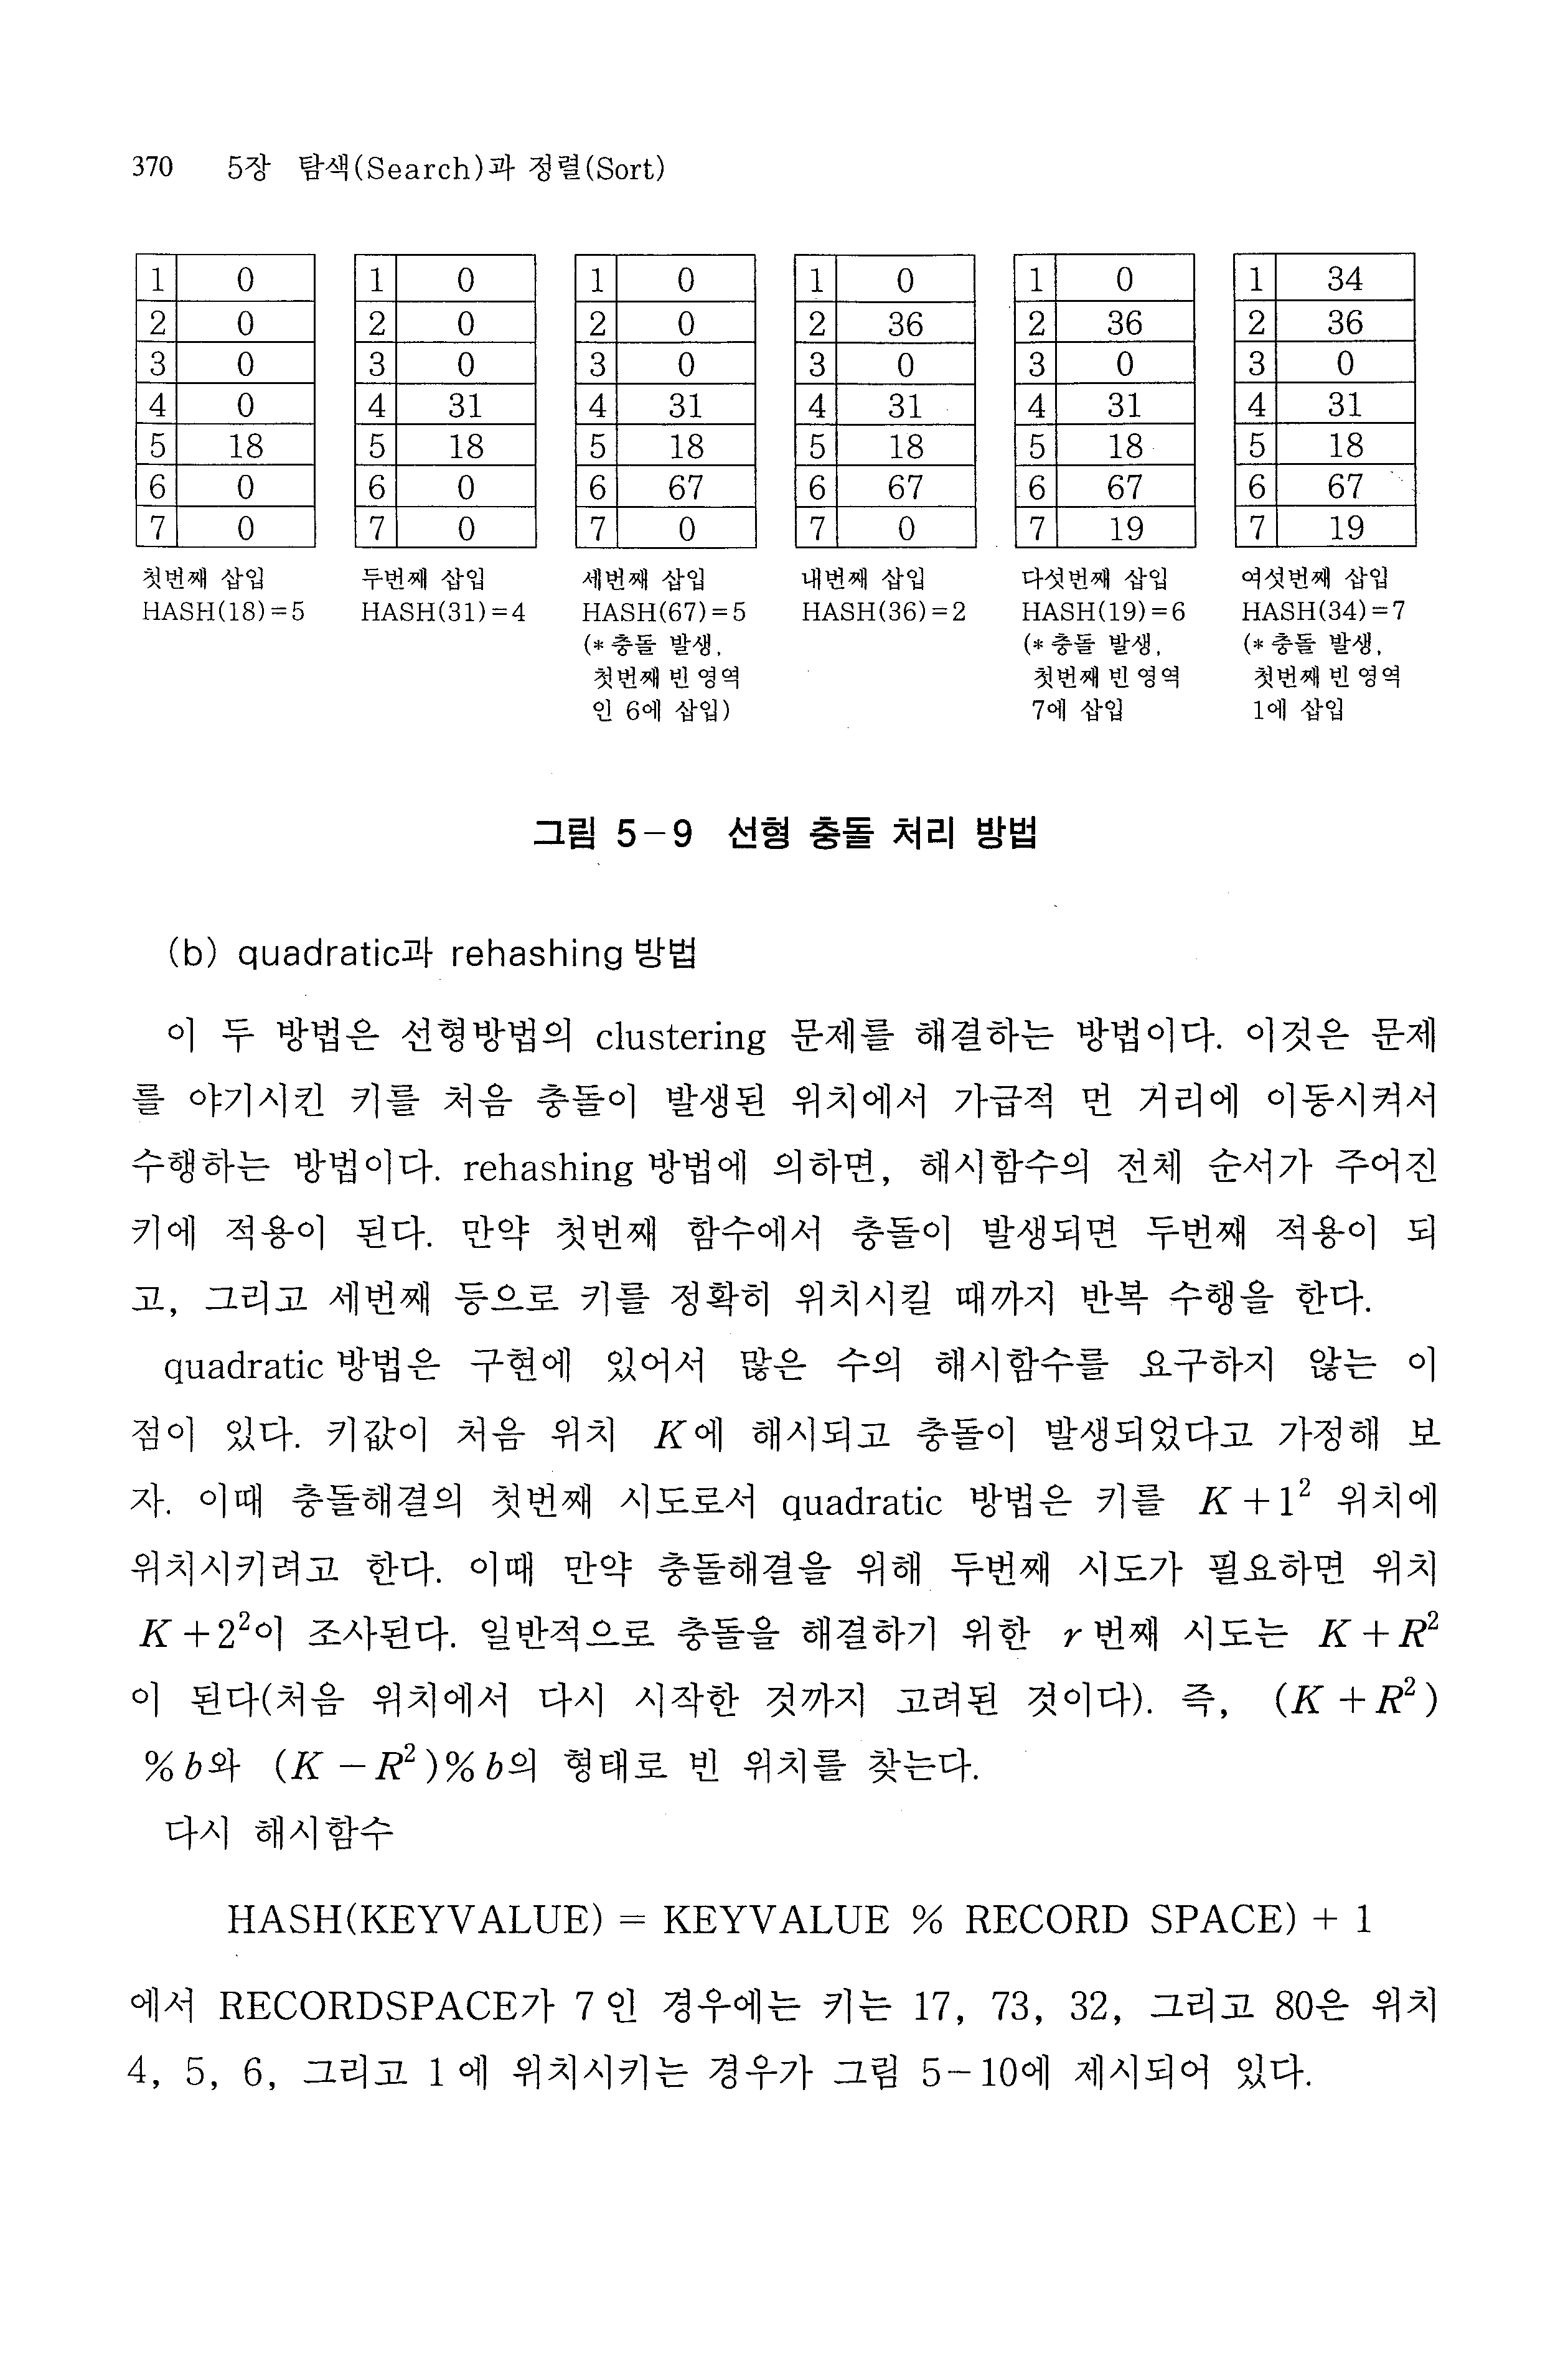 370 5장 탐색(Search)과 정렬(Sort)
1 0 1 0 1 0 1 0 1 0 1 34
2 0 2 0 2 0 2 36 2 36 2 36
3 0 3 0 3 0 3 0 3 0 3 0
4 0 4 31 4 31 4 31 4 31 4 31
5 18 5 18 5 18 5 18 5 18 5 18
6 0 6 0 6 67 6 67 6 67 6 67
7 0 7 0 7 0 7 0 7 19 7 19
첫번째 삽입 두번째 삽입 세번째 삽입 내번째 삽입 다섯번째 삽입 여섯번째 삽입
HASH(18)=5 HASH(31)=4 HASH(67)=5 HASH(36)=2 HASH(19)=6 HASH(34)=7
(*충돌 발생, (*충돌 발생, (*충돌 발생,
첫번째 빈 영역 첫번째 빈 영역 첫번째 빈 영역
인 6에 삽입) 7에 삽입 1에 삽입
그림 5-9 선형 충돌 처리 방법
(b) quadratic과 rehashing 방법
이 두 방법은 선형방법의 clustering 문제를 해결하는 방법이다. 이것은 문제
를 야기시킨 키를 처음 충돌이 발생된 위치에서 가급적 먼 거리에 이동시켜서
수행하는 방법이다. rehashing 방법에 의하면, 해시함수의 전체 순서가 주어진
키에 적용이 된다. 만약 첫번째 함수에서 충돌이 발생되면 두번째 적용이 되
고, 그리고 세번째 등으로 키를 정확히 위치시킬 때까지 반복 수행을 한다.
quadratic 방법은 구현에 있어서 많은 수의 해시함수를 요구하지 않는 이
점이 있다. 키값이 처음 위치 K에 해시되고 충돌이 발생되었다고 가정해 보
자. 이때 충돌해결의 첫번째 시도로서 quadratic 방법은 키를 K+1² 위치에
위치시키려고 한다. 이때 만약 충돌해결을 위해 두번째 시도가 필요하면 위치
K+2²이 조사된다. 일반적으로 충돌을 해결하기 위한 r번째 시도는 K+R²
이 된다(처음 위치에서 다시 시작한 것까지 고려된 것이다). 즉, (K+R²)
%b와 (K-R²)%b의 형태로 빈 위치를 찾는다.
다시 해시함수
HASH(KEYVALUE) = KEYVALUE % RECORD SPACE) + 1
에서 RECORDSPACE가 7인 경우에는 키는 17, 73, 32, 그리고 80은 위치
4, 5, 6, 그리고 1에 위치시키는 경우가 그림 5-10에 제시되어 있다.